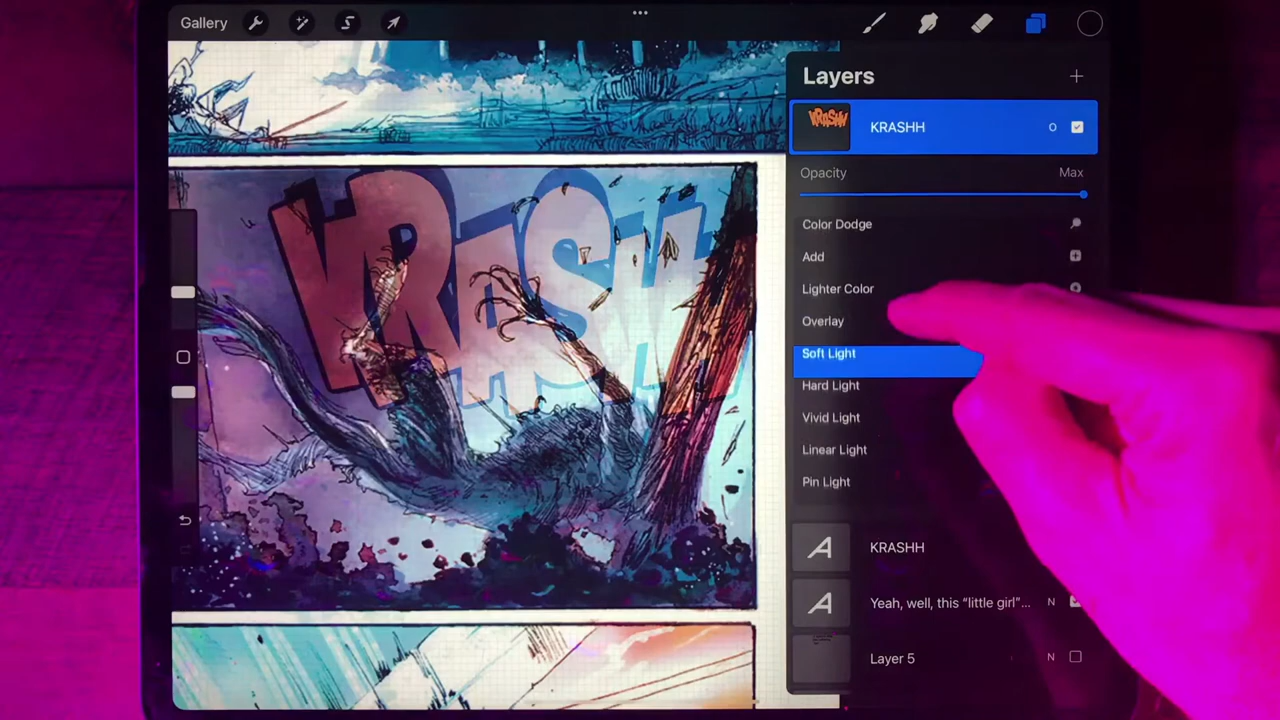 Gallery
Layers
KRASHH
O
Opacity
Max
Color Dodge
Add
Lighter Color
Overlay
Soft Light
Hard Light
Vivid Light
Linear Light
Pin Light
KRASHH
Yeah, well, this “little girl”...
N
Layer 5
N
KRASHH